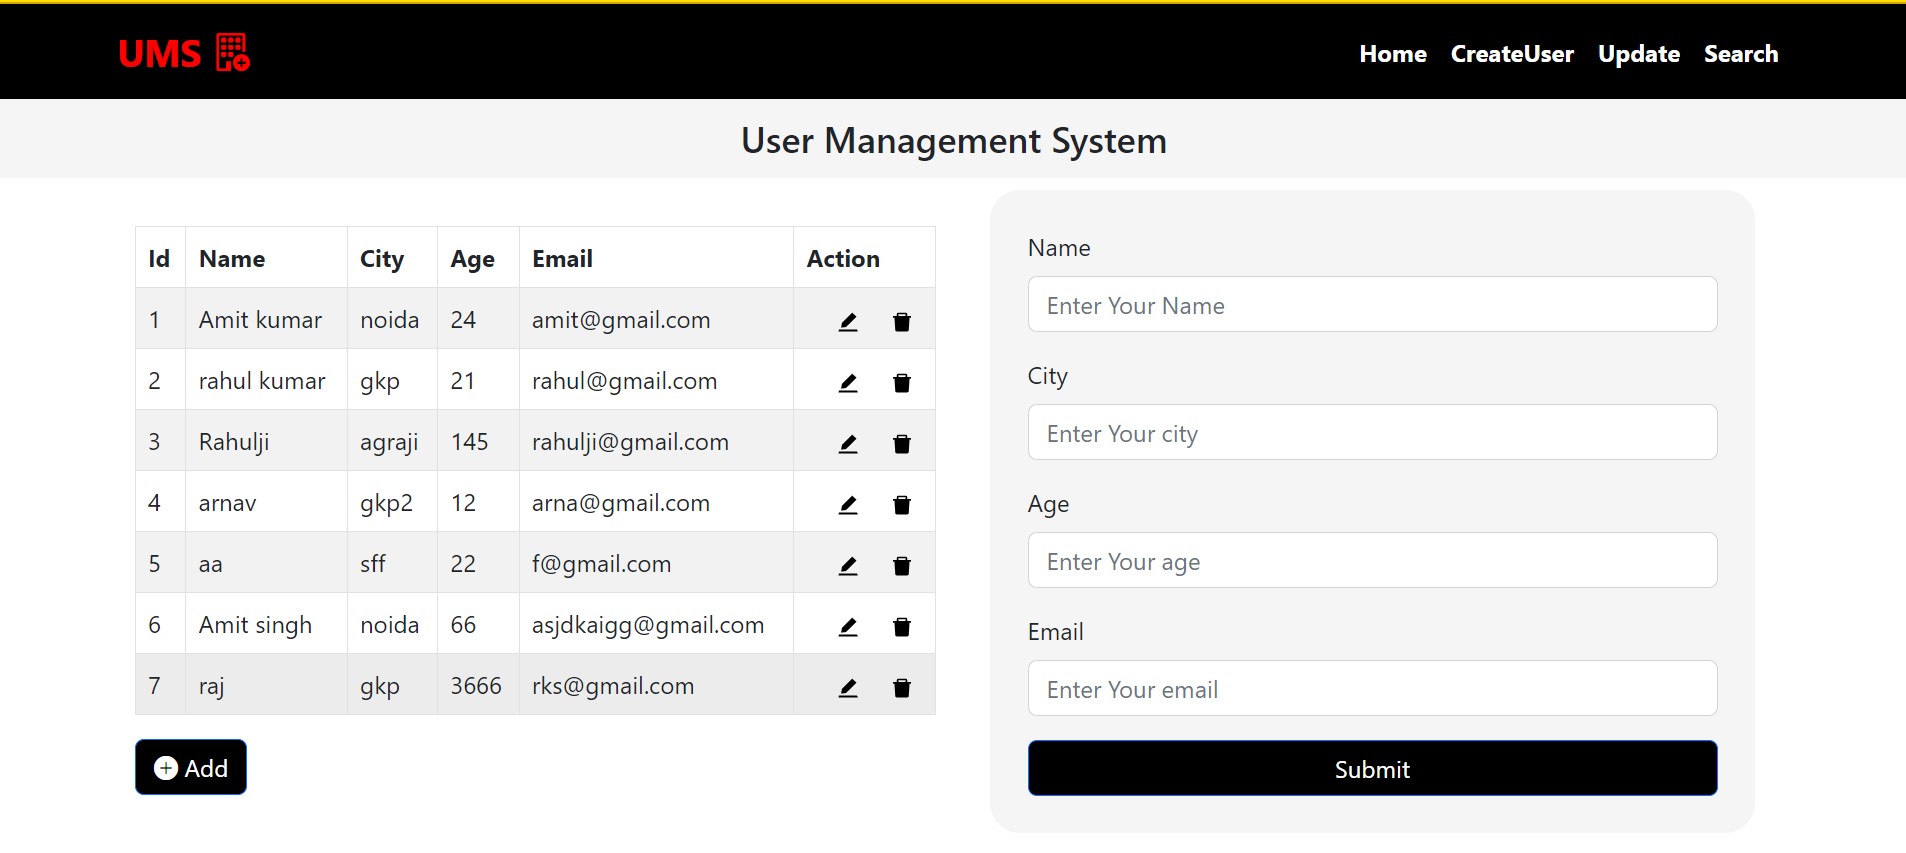 UMS
Home CreateUser Update Search
User Management System
Id Name City Age Email Action
1 Amit kumar noida 24 amit@gmail.com
2 rahul kumar gkp 21 rahul@gmail.com
3 Rahulji agraji 145 rahulji@gmail.com
4 arnav gkp2 12 arna@gmail.com
5 aa sff 22 f@gmail.com
6 Amit singh noida 66 asjdkaigg@gmail.com
7 raj gkp 3666 rks@gmail.com
Add
Name
Enter Your Name
City
Enter Your city
Age
Enter Your age
Email
Enter Your email
Submit